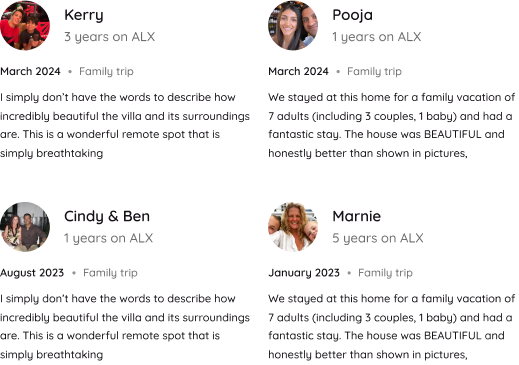 Kerry
3 years on ALX
March 2024 • Family trip
I simply don't have the words to describe how
incredibly beautiful the villa and its surroundings
are. This is a wonderful remote spot that is
simply breathtaking
Pooja
1 years on ALX
March 2024 • Family trip
We stayed at this home for a family vacation of
7 adults (including 3 couples, 1 baby) and had a
fantastic stay. The house was BEAUTIFUL and
honestly better than shown in pictures,
Cindy & Ben
1 years on ALX
August 2023 • Family trip
I simply don't have the words to describe how
incredibly beautiful the villa and its surroundings
are. This is a wonderful remote spot that is
simply breathtaking
Marnie
5 years on ALX
January 2023 • Family trip
We stayed at this home for a family vacation of
7 adults (including 3 couples, 1 baby) and had a
fantastic stay. The house was BEAUTIFUL and
honestly better than shown in pictures,